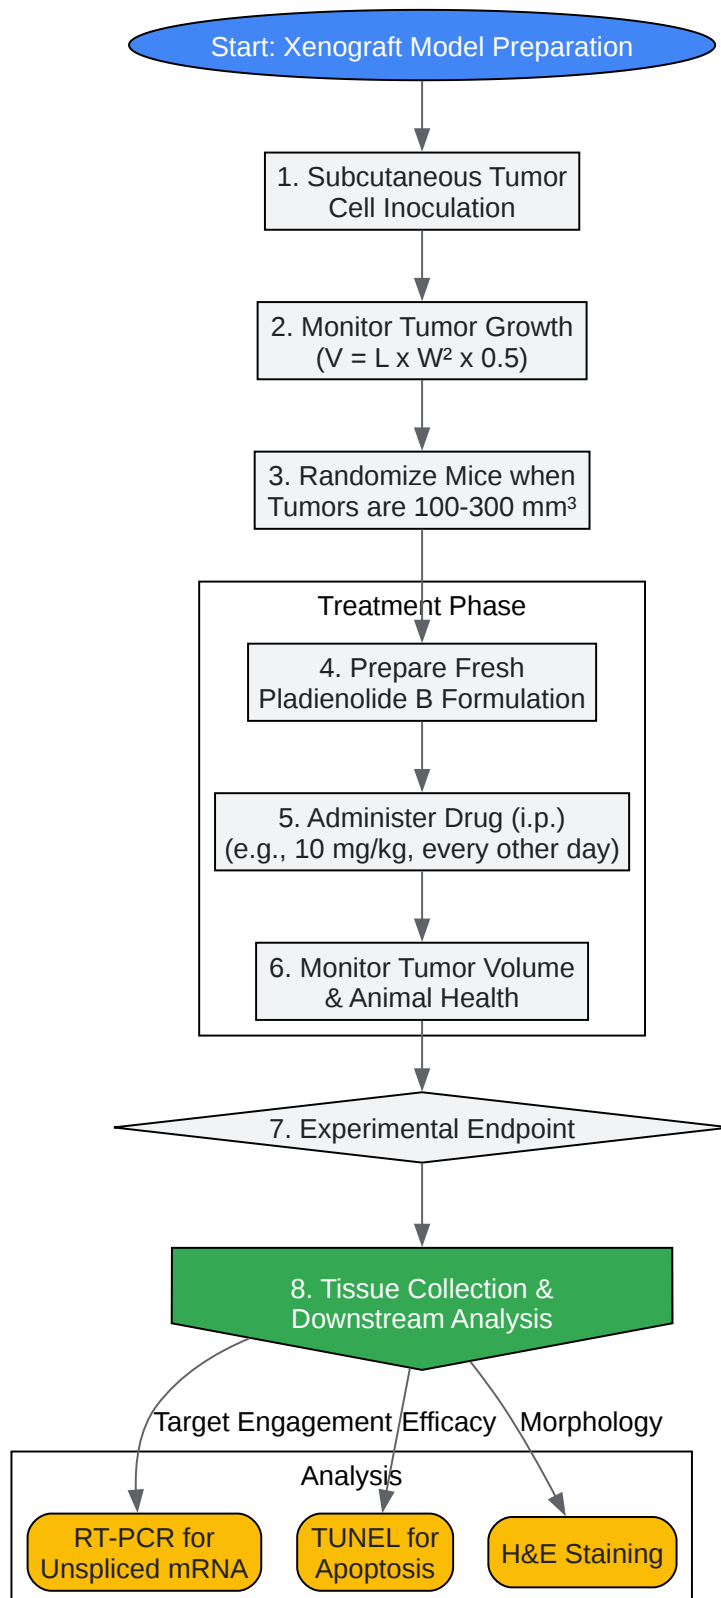 Start: Xenograft Model Preparation
1. Subcutaneous Tumor
Cell Inoculation
2. Monitor Tumor Growth
(V = L x W² x 0.5)
3. Randomize Mice when
Tumors are 100-300 mm³
Treatment Phase
4. Prepare Fresh
Pladienolide B Formulation
5. Administer Drug (i.p.)
(e.g., 10 mg/kg, every other day)
6. Monitor Tumor Volume
& Animal Health
7. Experimental Endpoint
8. Tissue Collection &
Downstream Analysis
Target Engagement
Efficacy
Morphology
Analysis
RT-PCR for
Unspliced mRNA
TUNEL for
Apoptosis
H&E Staining